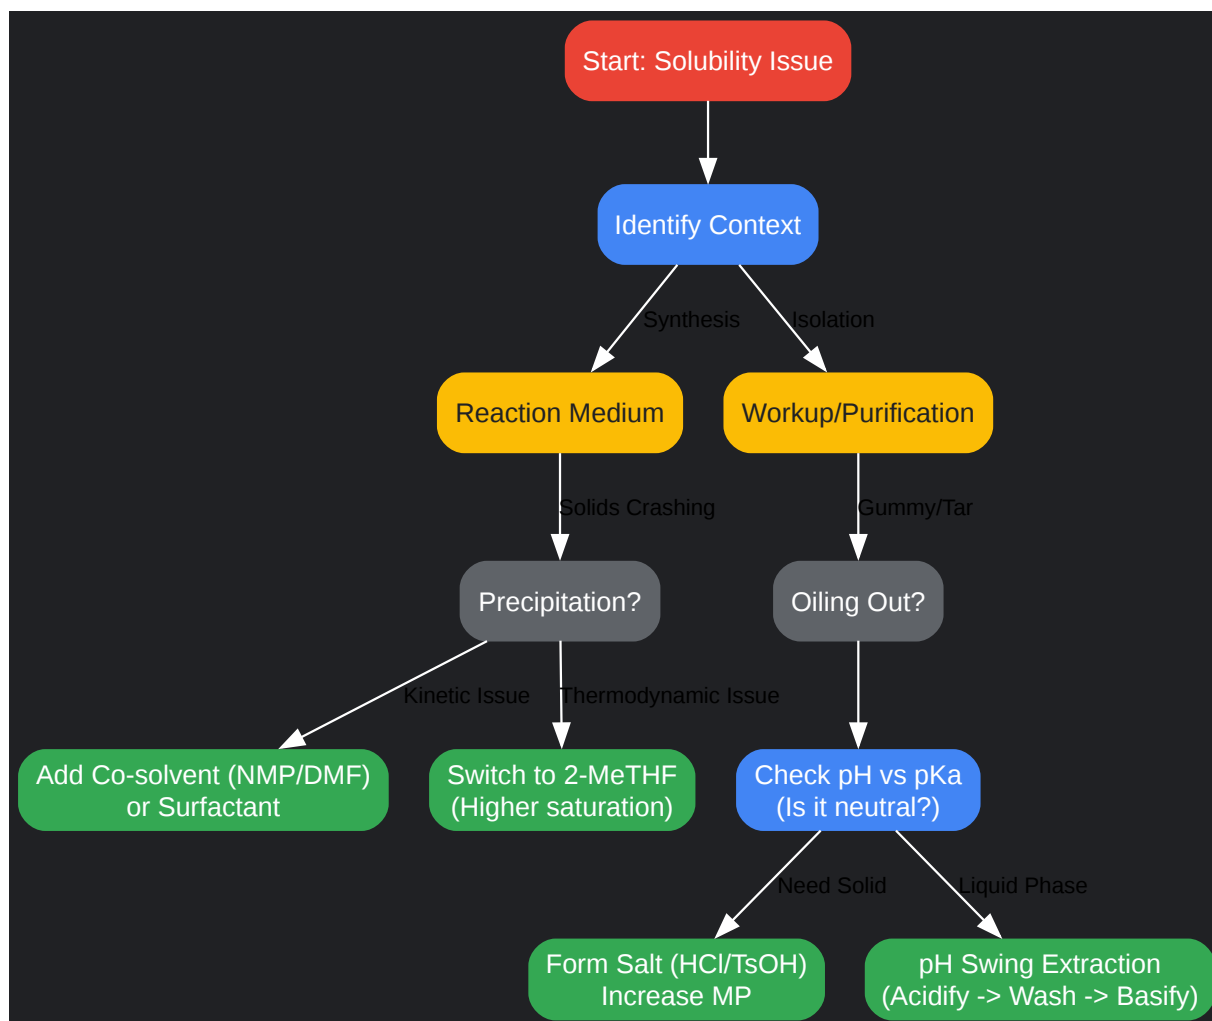 Start: Solubility Issue
Identify Context
Synthesis
Isolation
Reaction Medium
Workup/Purification
Solids Crashing
Gummy/Tar
Precipitation?
Oiling Out?
Kinetic Issue
Thermodynamic Issue
Add Co-solvent (NMP/DMF)
or Surfactant
Switch to 2-MeTHF
(Higher saturation)
Check pH vs pKa
(Is it neutral?)
Need Solid
Liquid Phase
Form Salt (HCl/TsOH)
Increase MP
pH Swing Extraction
(Acidify -> Wash -> Basify)